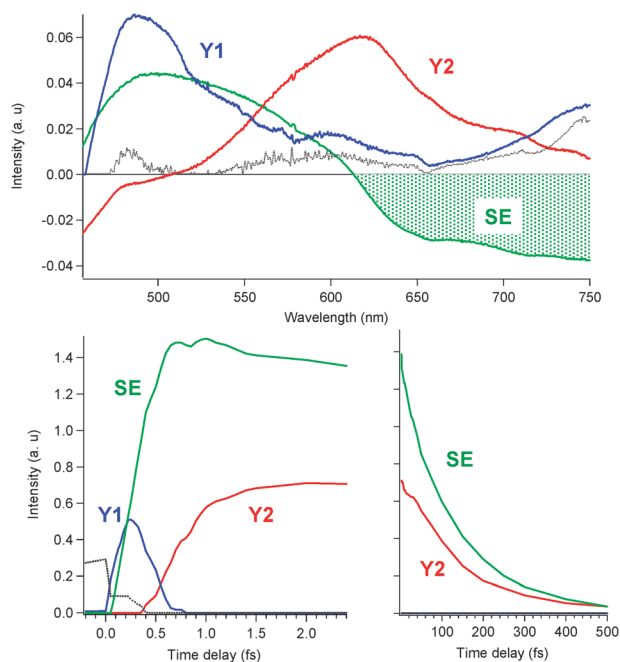 0.06
0.04
0.02
0.00
-0.02
-0.04
Intensity (a. u)
Y1
Y2
SE
500 550 600 650 700 750
Wavelength (nm)
1.4
1.2
1.0
0.8
0.6
0.4
0.2
0.0
Intensity (a. u)
SE
Y1
Y2
0.0 0.5 1.0 1.5 2.0
Time delay (fs)
SE
Y2
100 200 300 400 500
Time delay (fs)